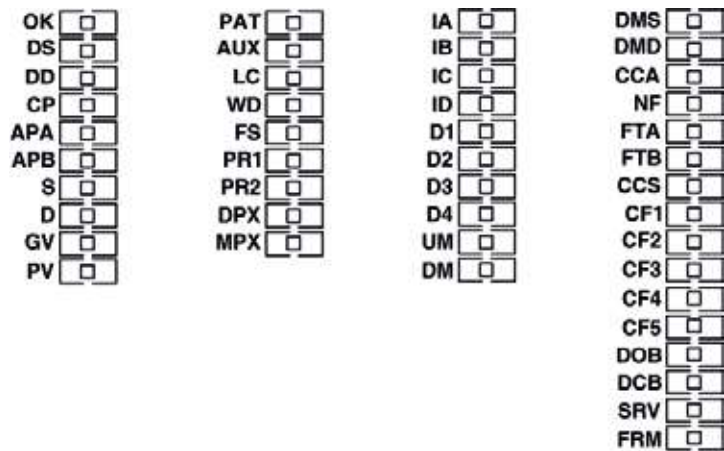 OK
DS
DD
CP
APA
APB
S
D
GV
PV
PAT
AUX
LC
WD
FS
PR1
PR2
DPX
MPX
IA
IB
IC
ID
D1
D2
D3
D4
UM
DM
DMS
DMD
CCA
NF
FTA
FTB
CCS
CF1
CF2
CF3
CF4
CF5
DOB
DCB
SRV
FRM